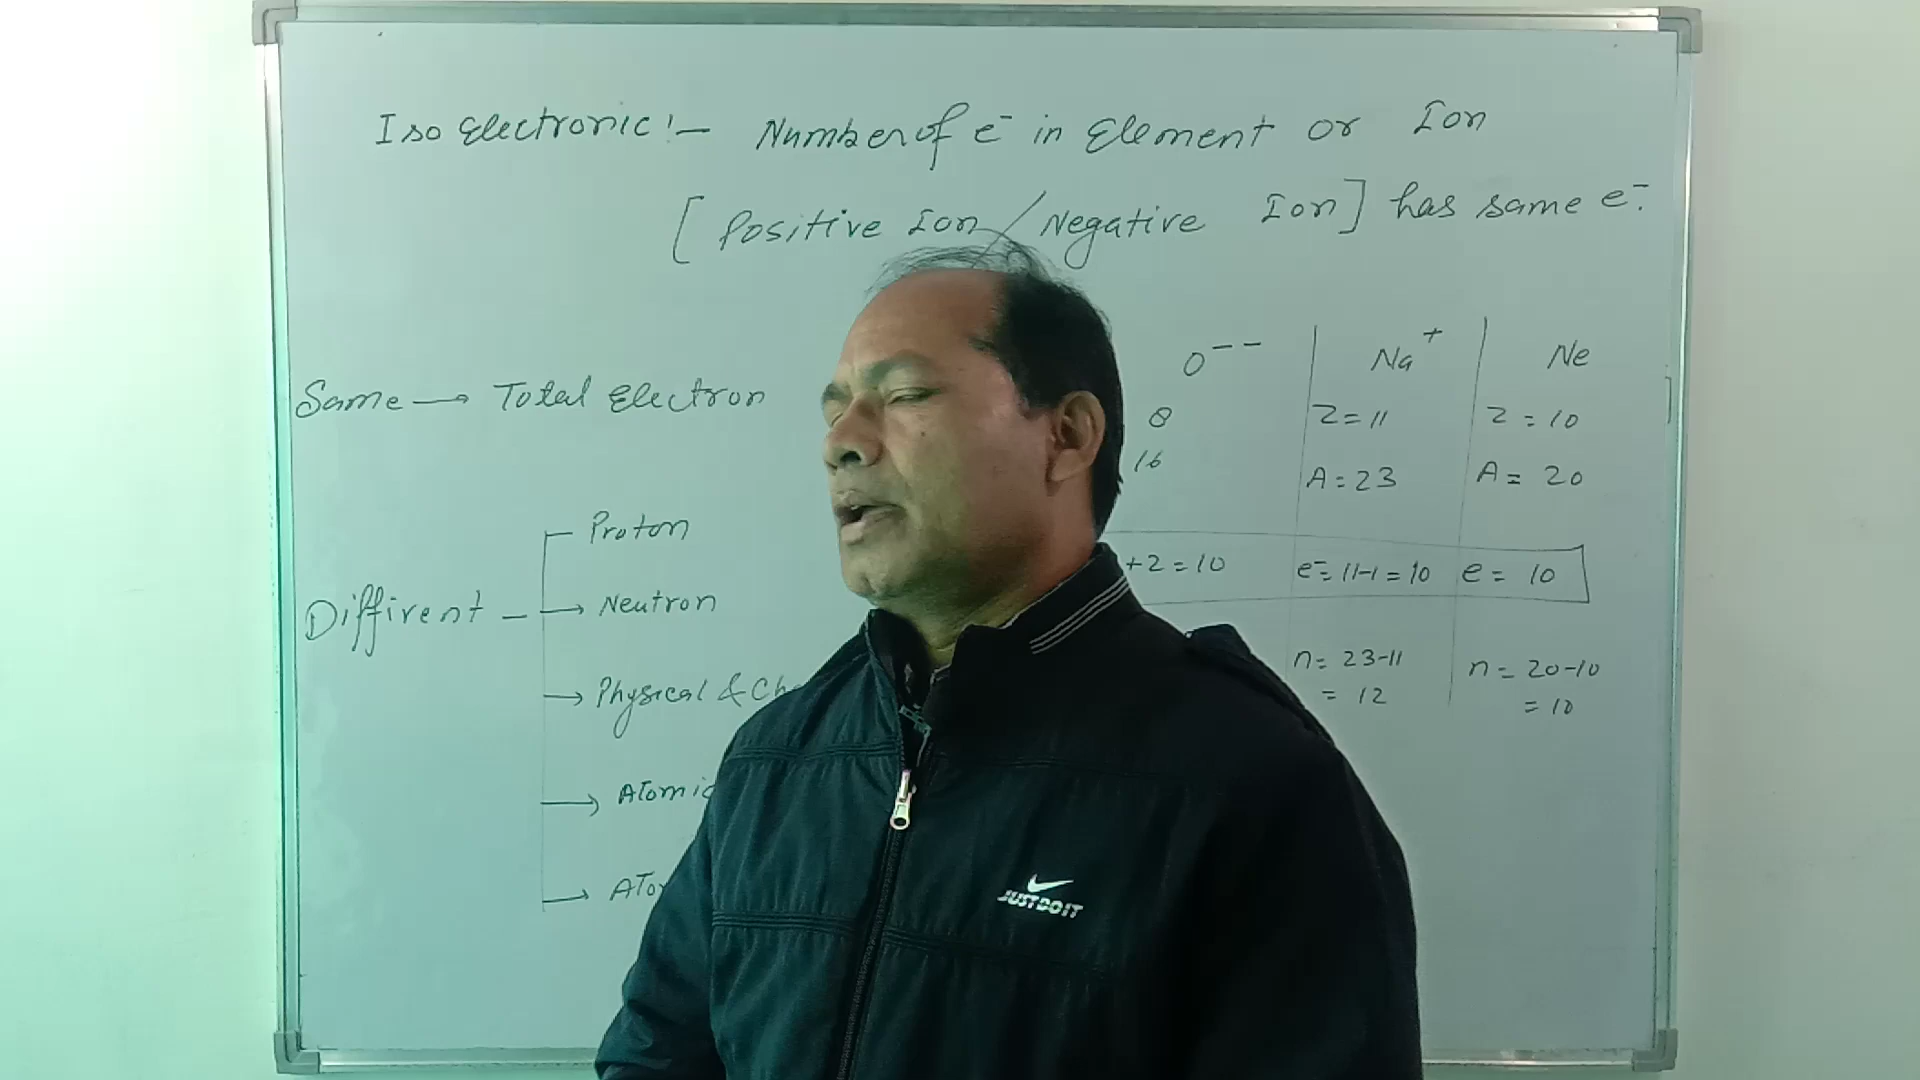 Iso Electronic :- Number of e⁻ in Element or Ion
[ Positive Ion / Negative Ion ] has same e⁻.
Same → Total Electron
Diffirent -
Proton
→ Neutron
→ Physical &
→ Atomic
→
O⁻⁻
8
16
+2 = 10
Na⁺
Z = 11
A = 23
e⁻ = 11-1 = 10
n = 23-11
= 12
Ne
Z = 10
A = 20
e = 10
n = 20-10
= 10
JUST DO IT